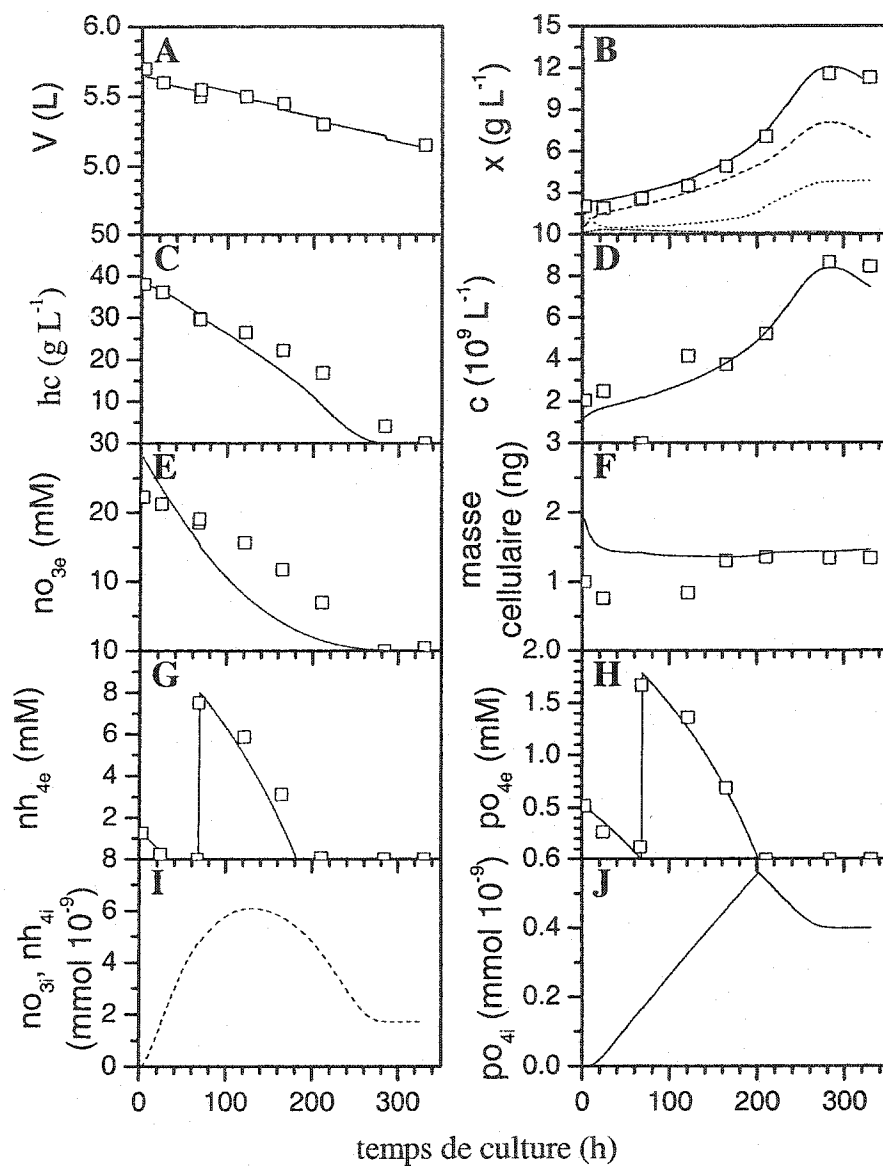 A
V (L)
6.0
5.5
5.0
B
x (g L⁻¹)
15
12
9
6
3
C
hc (g L⁻¹)
50
40
30
20
10
D
c (10⁹ L⁻¹)
10
8
6
4
2
E
no₃ₑ (mM)
30
20
10
F
masse
cellulaire (ng)
3
2
1
G
nh₄ₑ (mM)
10
8
6
4
2
H
po₄ₑ (mM)
2.0
1.5
1.0
0.5
I
no₃ᵢ, nh₄ᵢ
(mmol 10⁻⁹)
8
6
4
2
0
J
po₄ᵢ (mmol 10⁻⁹)
0.6
0.4
0.2
0.0
0 100 200 300
0 100 200 300
temps de culture (h)